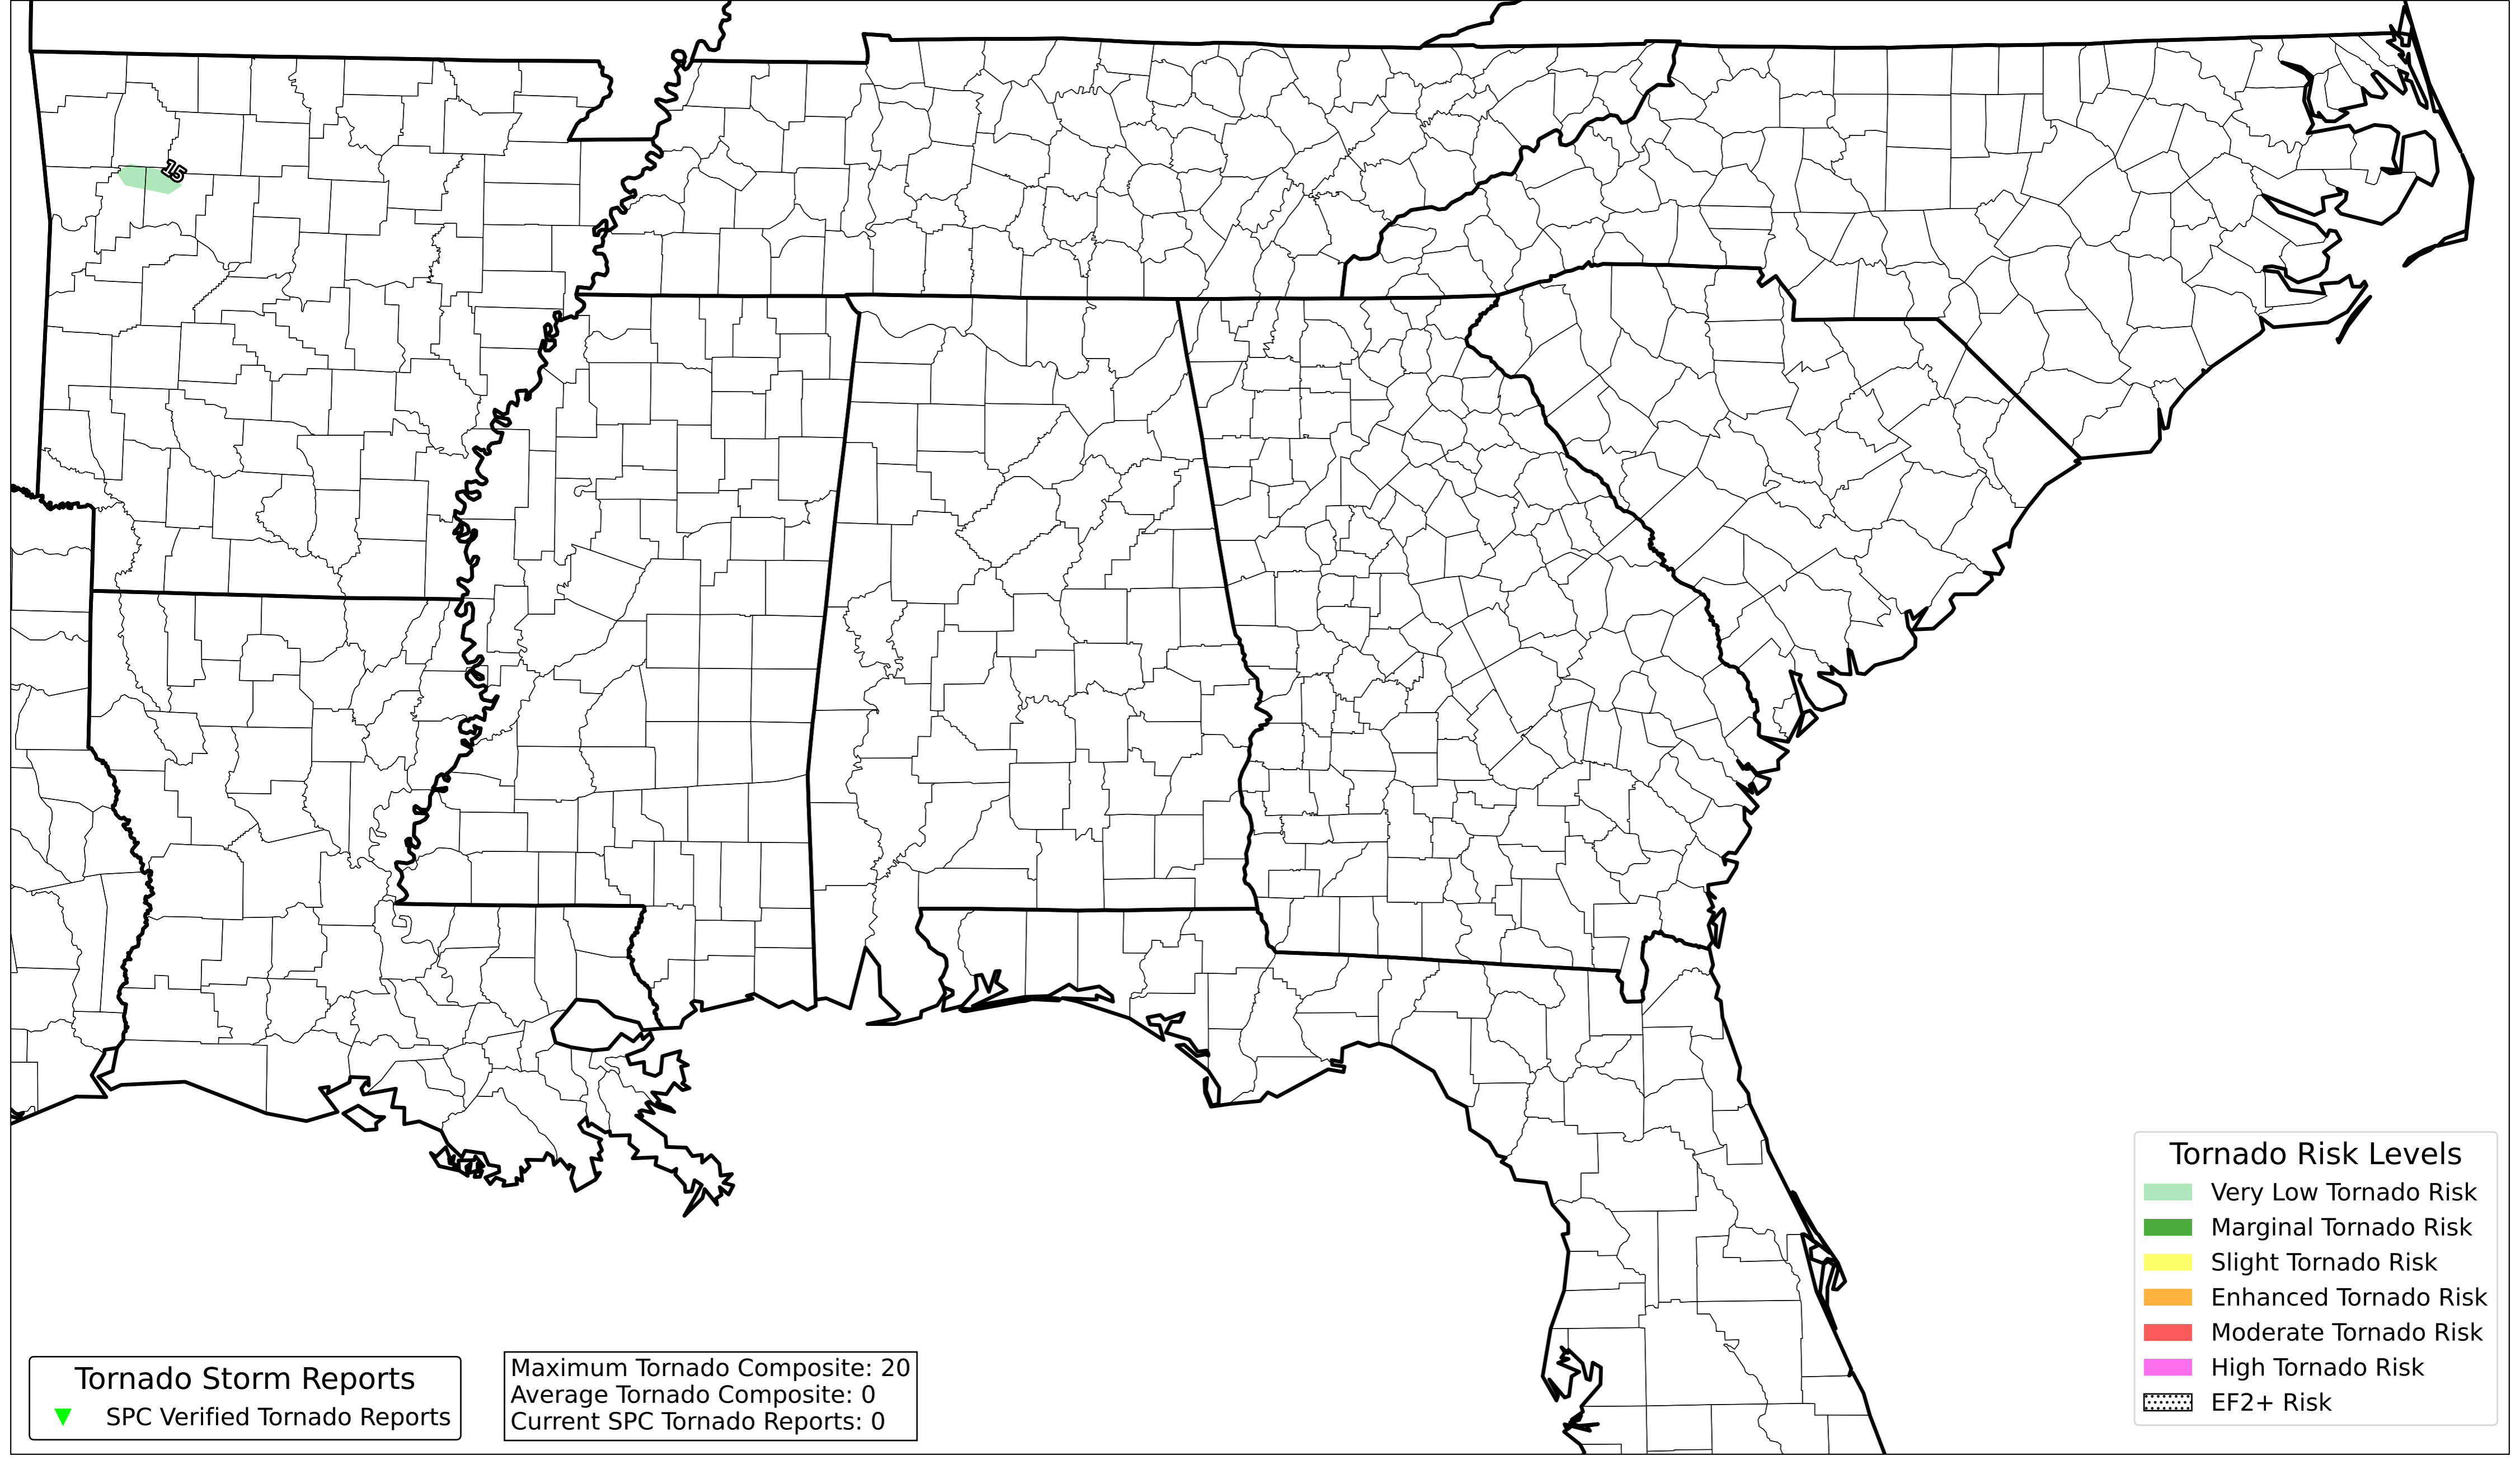 15
Tornado Risk Levels
Very Low Tornado Risk
Marginal Tornado Risk
Slight Tornado Risk
Enhanced Tornado Risk
Moderate Tornado Risk
High Tornado Risk
EF2+ Risk
Tornado Storm Reports
SPC Verified Tornado Reports
Maximum Tornado Composite: 20
Average Tornado Composite: 0
Current SPC Tornado Reports: 0